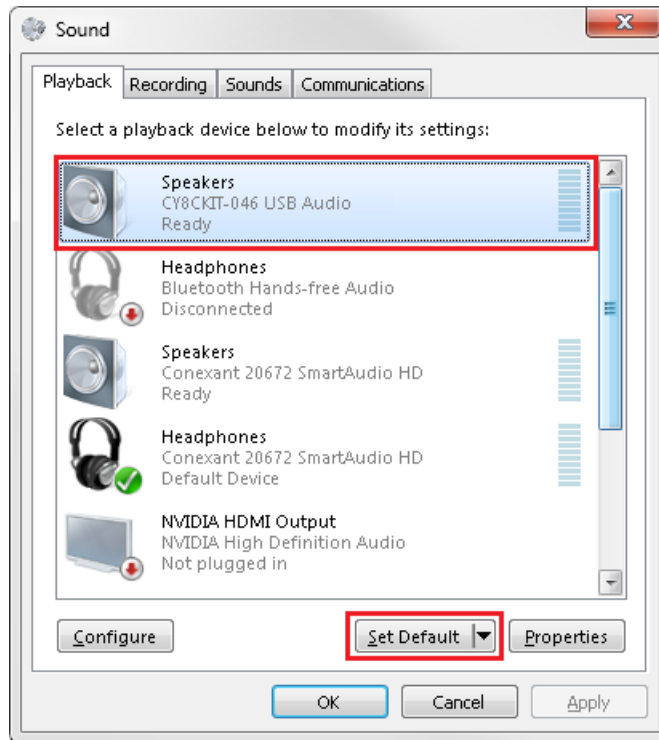 Sound
Playback Recording Sounds Communications
Select a playback device below to modify its settings:
Speakers
CY8CKIT-046 USB Audio
Ready
Headphones
Bluetooth Hands-free Audio
Disconnected
Speakers
Conexant 20672 SmartAudio HD
Ready
Headphones
Conexant 20672 SmartAudio HD
Default Device
NVIDIA HDMI Output
NVIDIA High Definition Audio
Not plugged in
Configure Set Default Properties
OK Cancel Apply